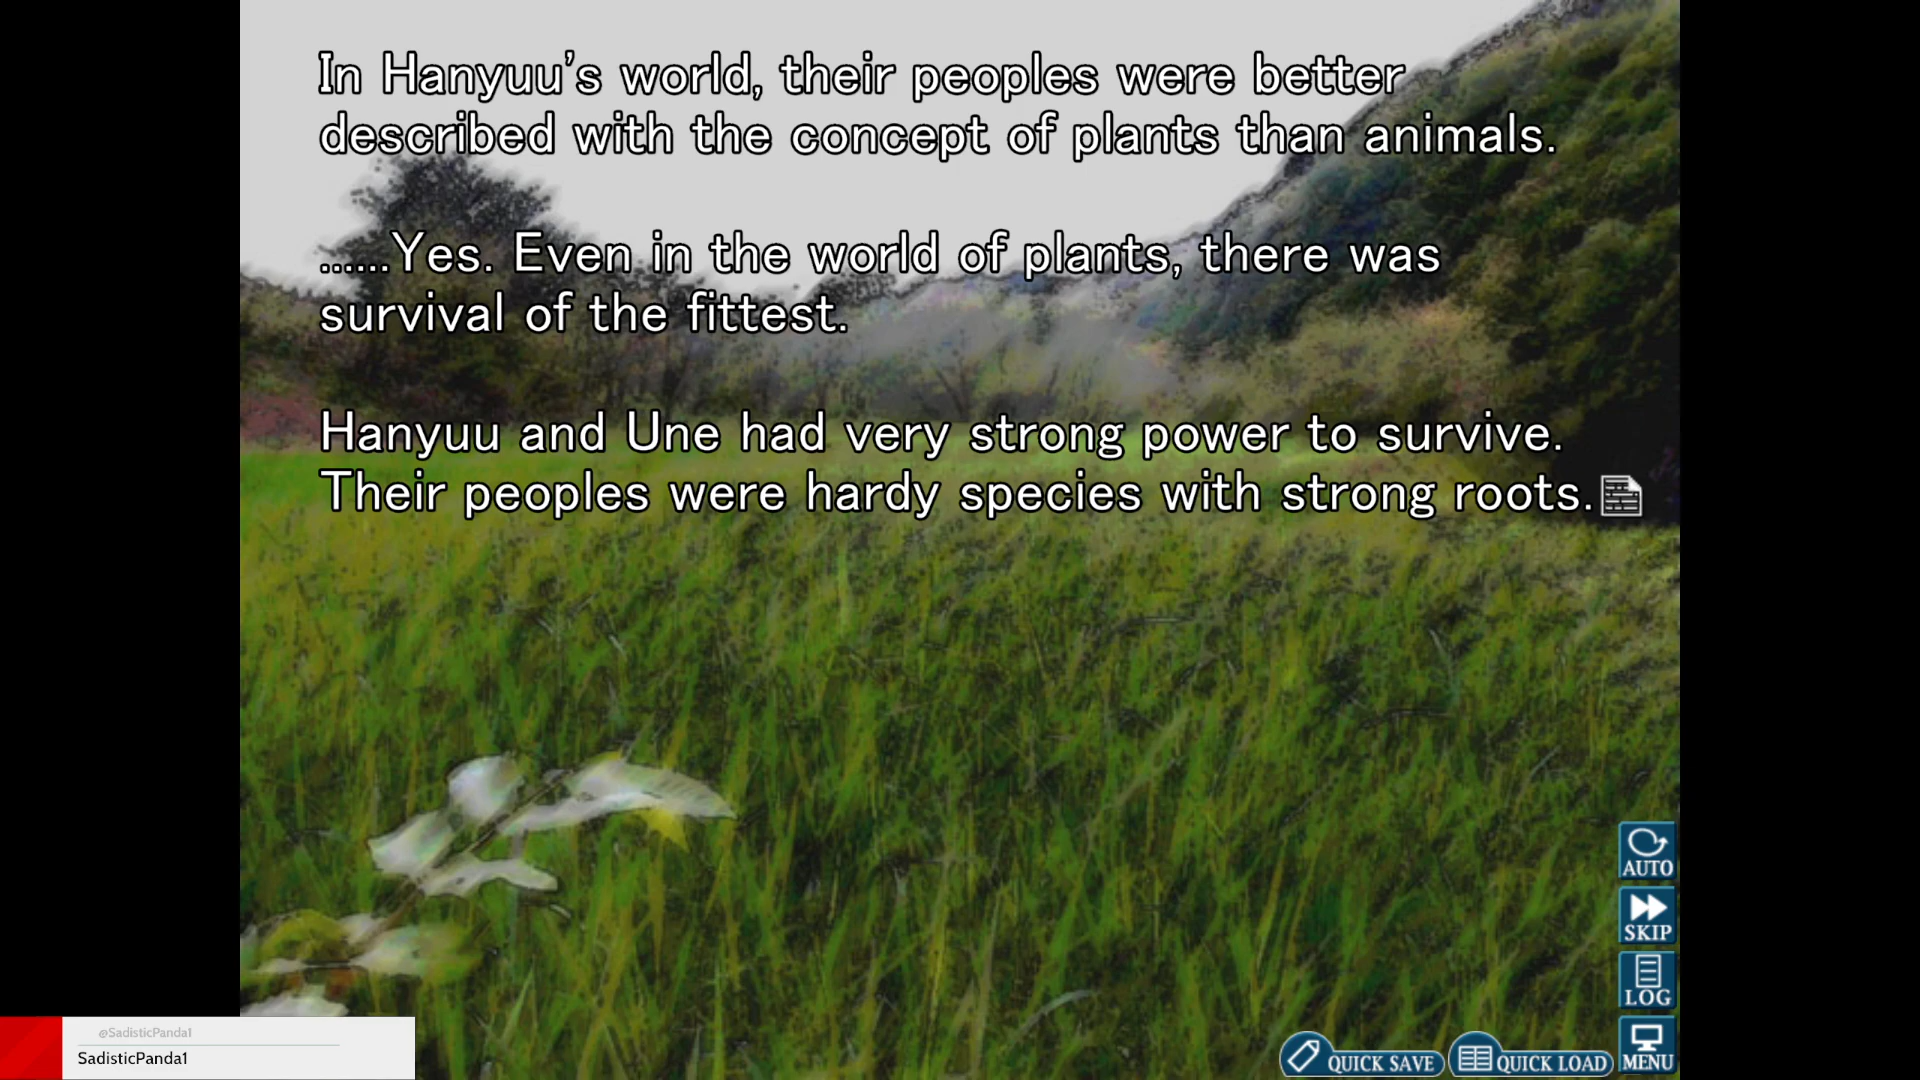 In Hanyuu's world, their peoples were better
described with the concept of plants than animals.
......Yes. Even in the world of plants, there was
survival of the fittest.
Hanyuu and Une had very strong power to survive.
Their peoples were hardy species with strong roots.
AUTO
SKIP
LOG
MENU
QUICK SAVE
QUICK LOAD
@SadisticPanda1
SadisticPanda1